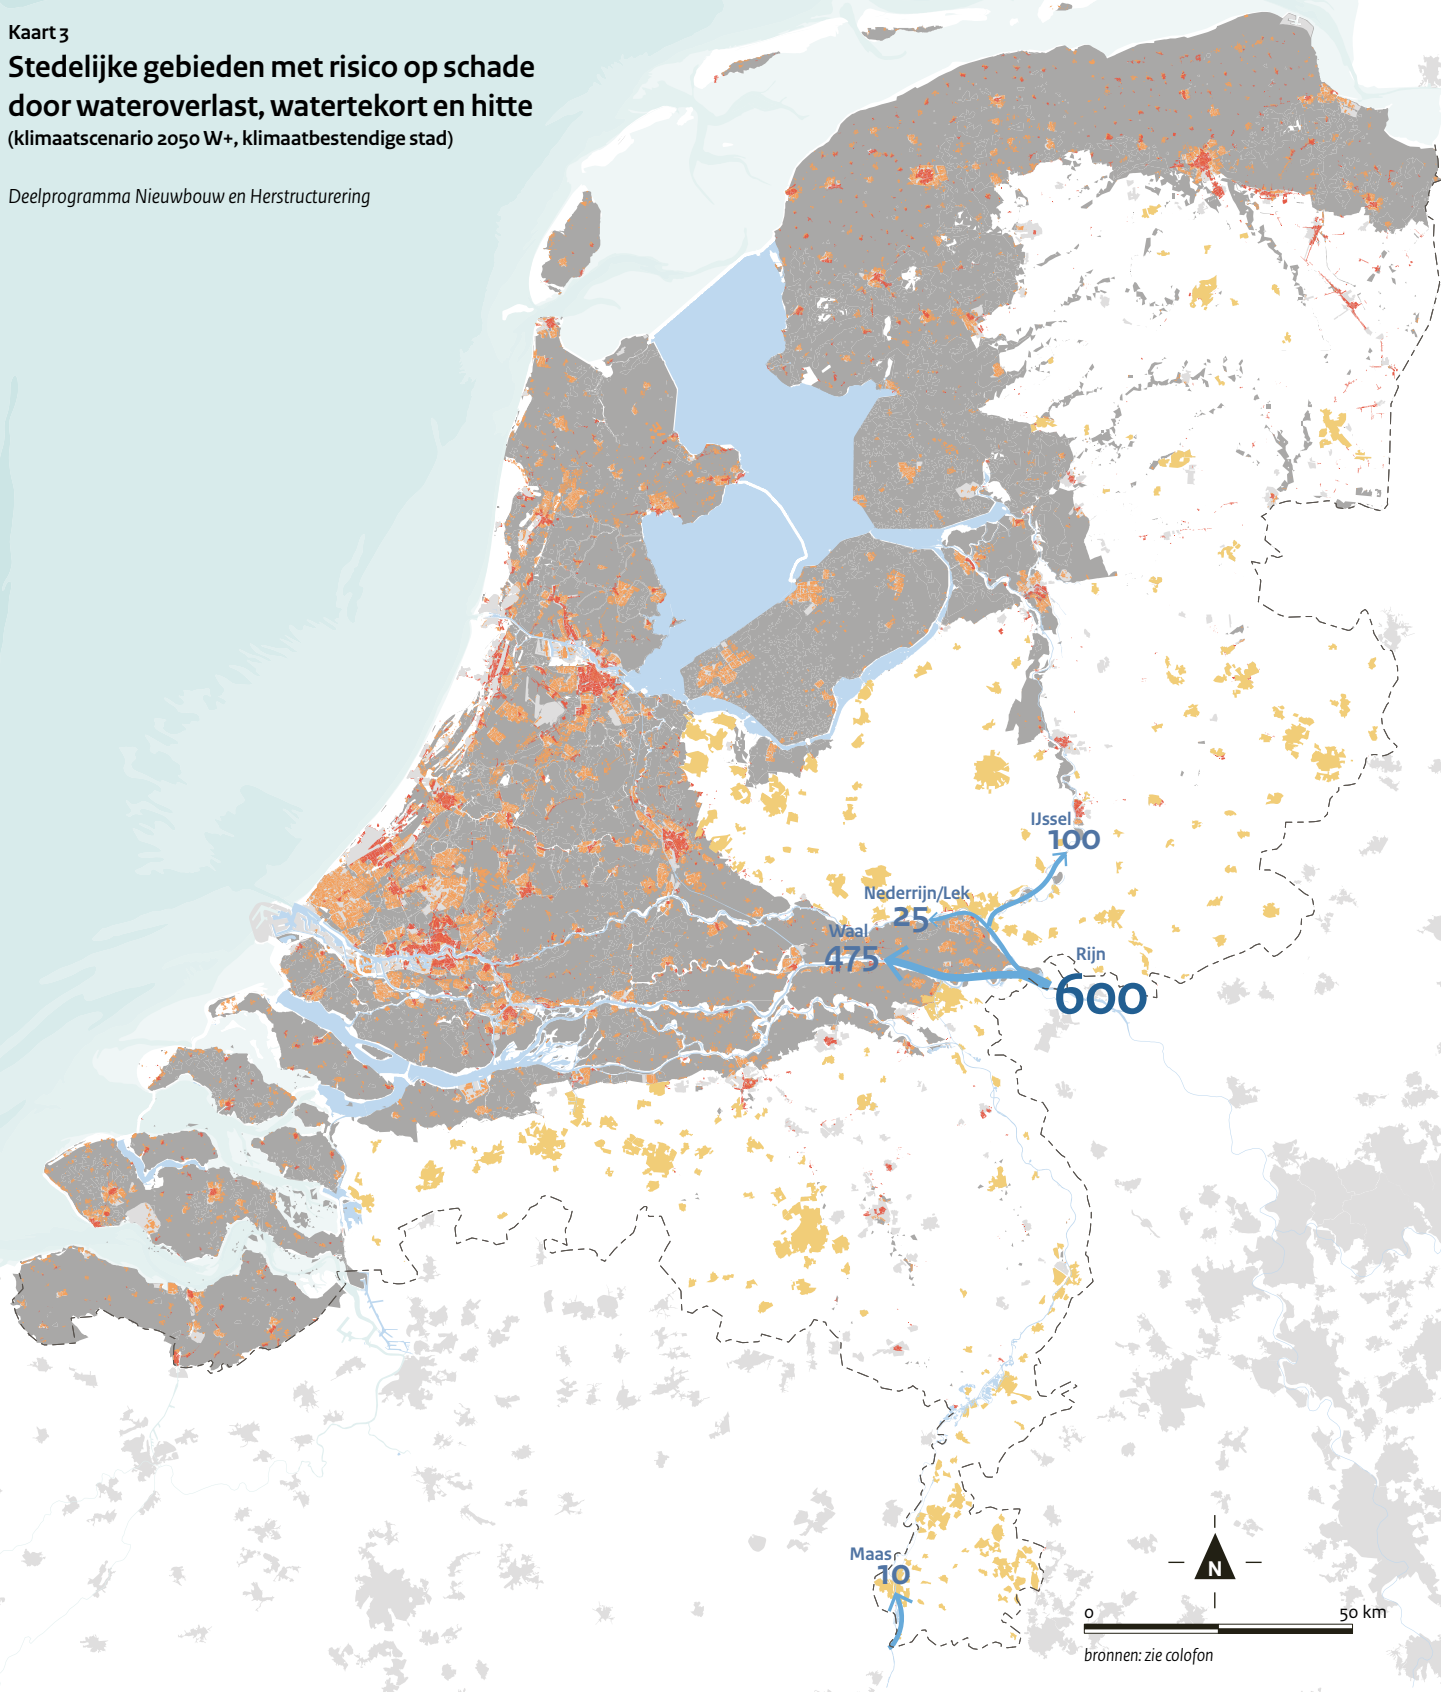 Kaart 3
Stedelijke gebieden met risico op schade
door wateroverlast, watertekort en hitte
(klimaatscenario 2050 W+, klimaatbestendige stad)
Deelprogramma Nieuwbouw en Herstructurering
IJssel
100
Nederrijn/Lek
25
Waal
475
Rijn
600
Maas
10
N
0 50 km
bronnen: zie colofon